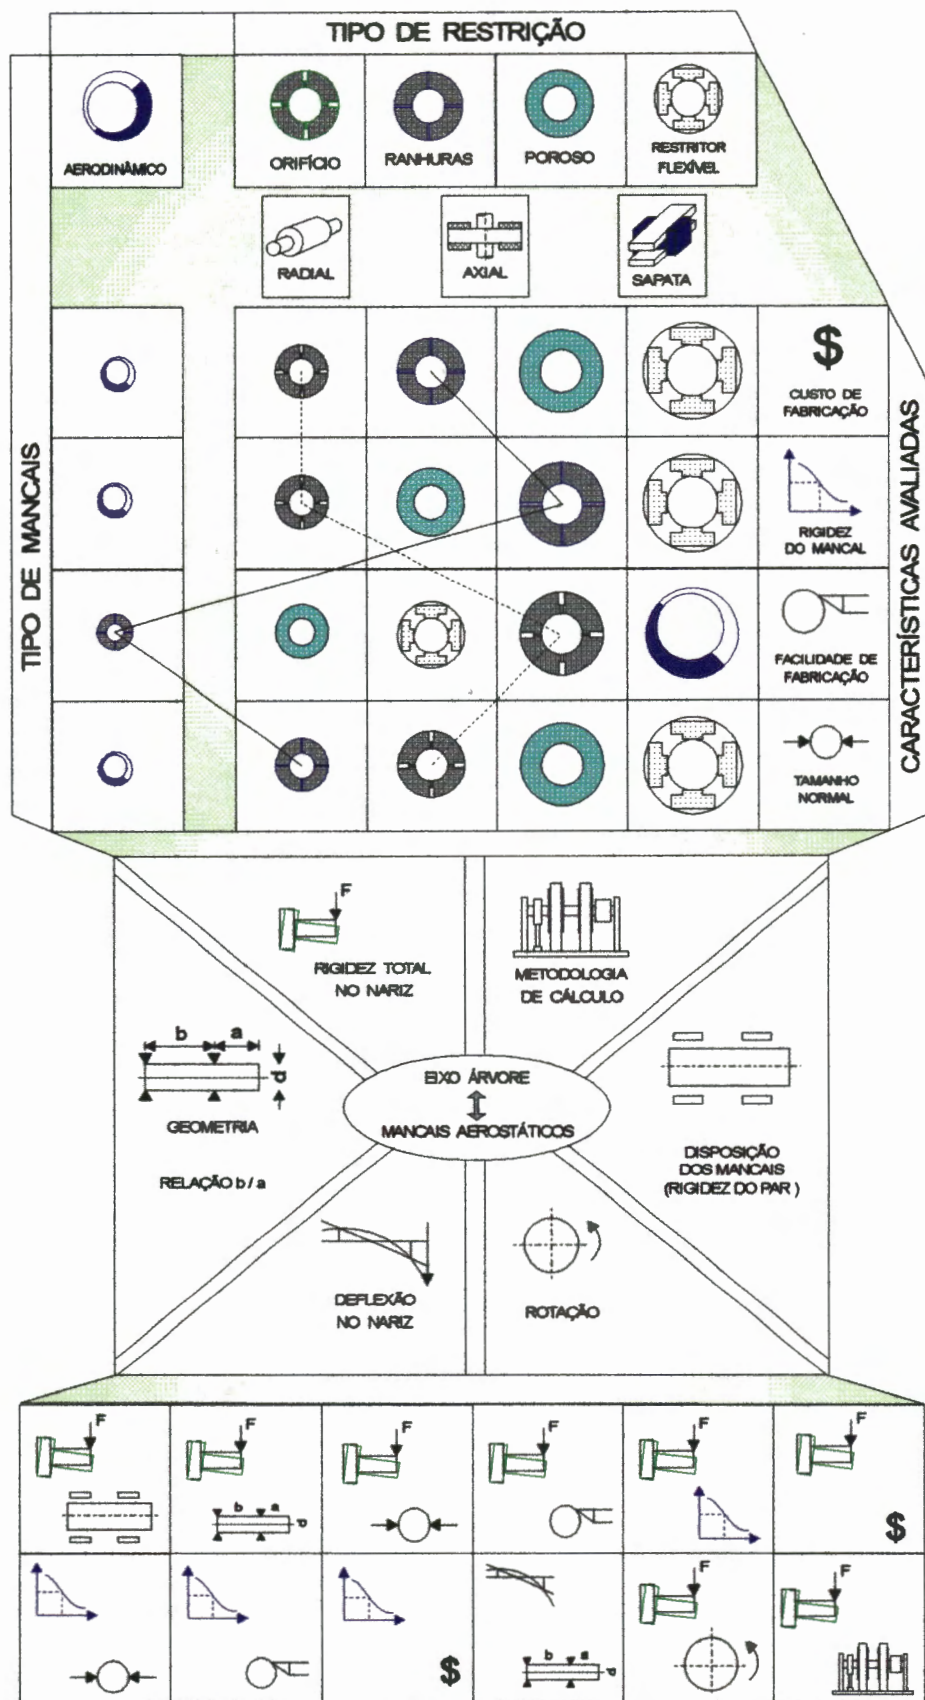 TIPO DE RESTRIÇÃO
AERODINÂMICO
ORIFÍCIO
RANHURAS
POROSO
RESTRITOR
FLEXÍVEL
RADIAL
AXIAL
SAPATA
TIPO DE MANCAIS
CARACTERÍSTICAS AVALIADAS
$
CUSTO DE
FABRICAÇÃO
RIGIDEZ
DO MANCAL
FACILIDADE DE
FABRICAÇÃO
TAMANHO
NORMAL
F
RIGIDEZ TOTAL
NO NARIZ
METODOLOGIA
DE CÁLCULO
b a
d
GEOMETRIA
RELAÇÃO b / a
EIXO ÁRVORE
MANCAIS AEROSTÁTICOS
DISPOSIÇÃO
DOS MANCAIS
(RIGIDEZ DO PAR )
DEFLEXÃO
NO NARIZ
ROTAÇÃO
F F F F F F
b a d
$
F F
$
b a d